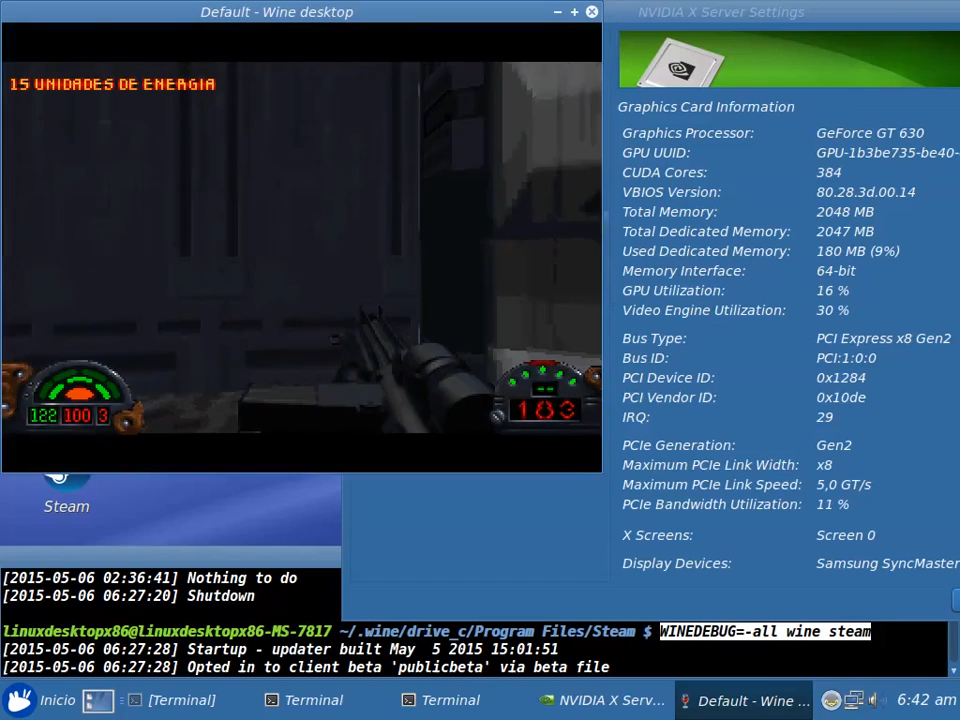 Default - Wine desktop
15 UNIDADES DE ENERGIA
122 100 3
103
NVIDIA X Server Settings
Graphics Card Information
Graphics Processor: GeForce GT 630
GPU UUID: GPU-1b3be735-be40-
CUDA Cores: 384
VBIOS Version: 80.28.3d.00.14
Total Memory: 2048 MB
Total Dedicated Memory: 2047 MB
Used Dedicated Memory: 180 MB (9%)
Memory Interface: 64-bit
GPU Utilization: 16 %
Video Engine Utilization: 30 %
Bus Type: PCI Express x8 Gen2
Bus ID: PCI:1:0:0
PCI Device ID: 0x1284
PCI Vendor ID: 0x10de
IRQ: 29
PCIe Generation: Gen2
Maximum PCIe Link Width: x8
Maximum PCIe Link Speed: 5,0 GT/s
PCIe Bandwidth Utilization: 11 %
X Screens: Screen 0
Display Devices: Samsung SyncMaster
Steam
[2015-05-06 02:36:41] Nothing to do
[2015-05-06 06:27:20] Shutdown
linuxdesktopx86@linuxdesktopx86-MS-7817 ~/.wine/drive_c/Program Files/Steam $ WINEDEBUG=-all wine steam
[2015-05-06 06:27:28] Startup - updater built May  5 2015 15:01:51
[2015-05-06 06:27:28] Opted in to client beta 'publicbeta' via beta file
Inicio [Terminal] Terminal Terminal NVIDIA X Serv... Default - Wine ... 6:42 am